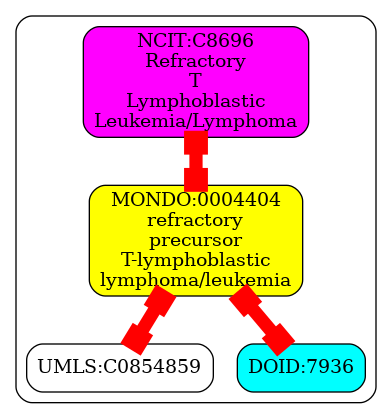 NCIT:C8696
Refractory
T
Lymphoblastic
Leukemia/Lymphoma
MONDO:0004404
refractory
precursor
T-lymphoblastic
lymphoma/leukemia
UMLS:C0854859
DOID:7936